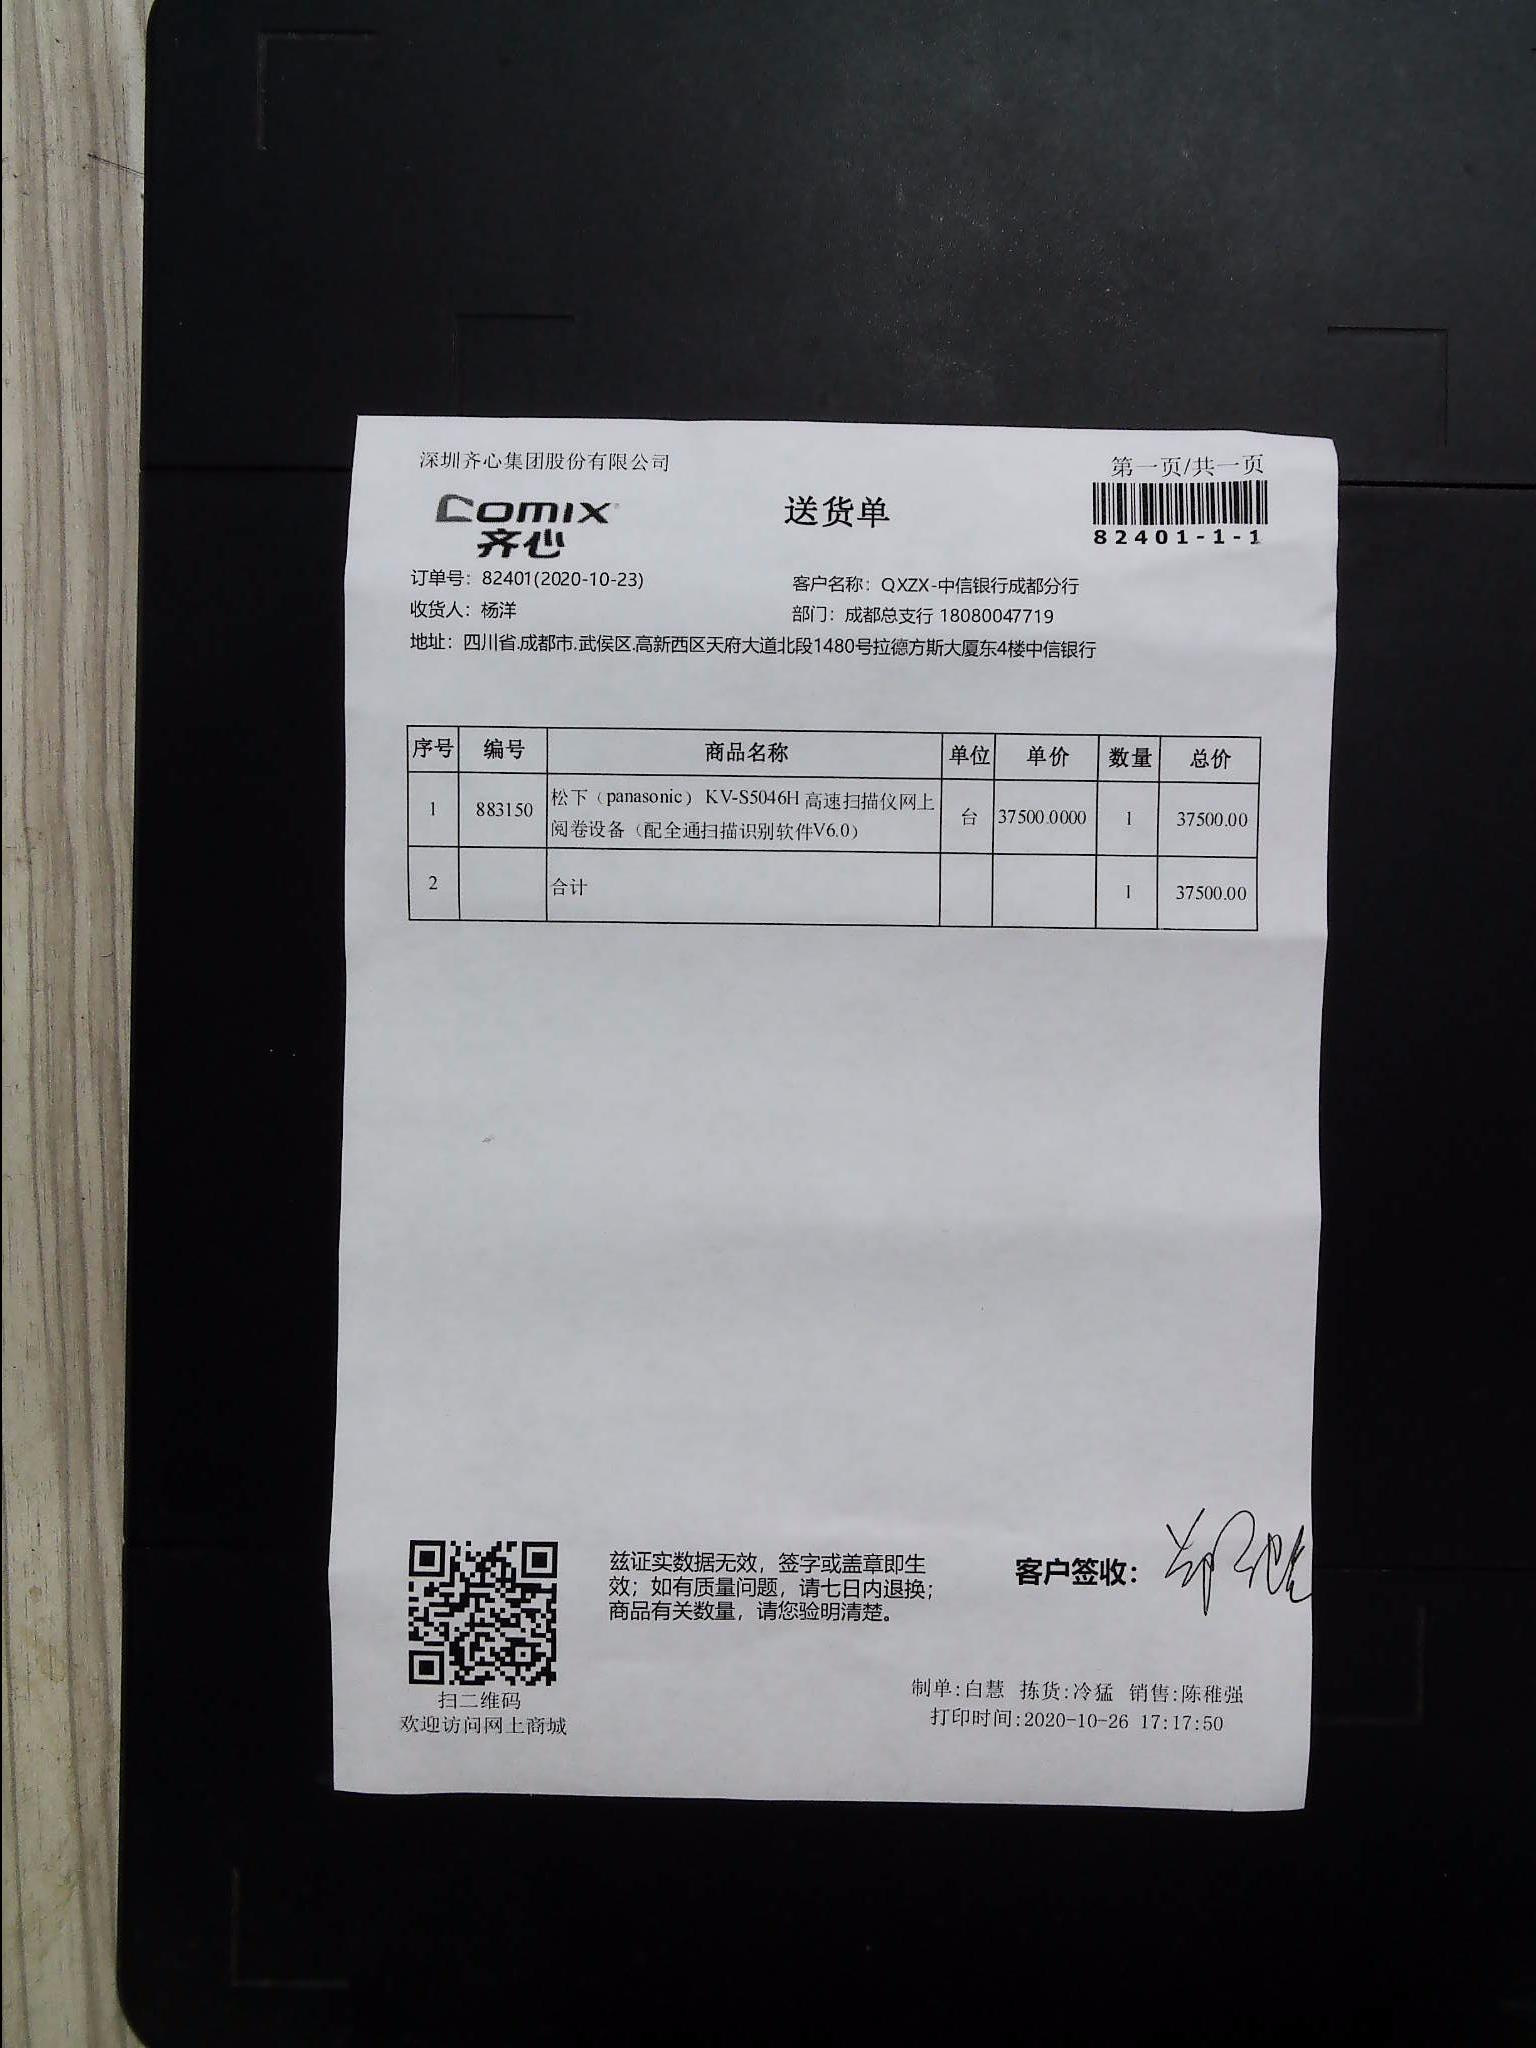 深圳齐心集团股份有限公司
第一页/共一页
comix
齐心
送货单
82401-1-1
订单号：82401(2020-10-23)
客户名称：QXZX-中信银行成都分行
收货人：杨洋
部门：成都总支行 18080047719
地址：四川省.成都市.武侯区.高新西区天府大道北段1480号拉德方斯大厦东4楼中信银行
序号 编号 商品名称 单位 单价 数量 总价
1 883150 松下（panasonic） KV-S5046H 高速扫描仪网上 台 37500.0000 1 37500.00
阅卷设备（配全通扫描识别软件V6.0）
2 合计 1 37500.00
兹证实数据无效，签字或盖章即生
效；如有质量问题，请七日内退换；
商品有关数量，请您验明清楚。
客户签收：
扫二维码
欢迎访问网上商城
制单:白慧 拣货:冷猛 销售:陈稚强
打印时间:2020-10-26 17:17:50